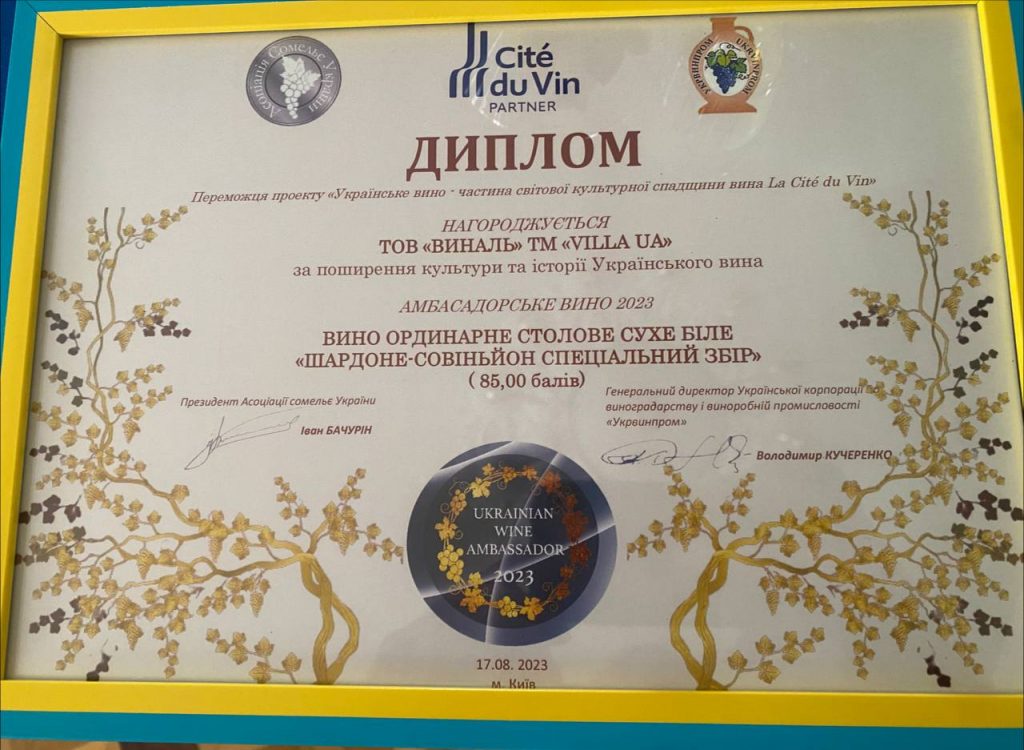 Асоціація Сомельє України
Cité
du Vin
PARTNER
УКРВИНПРОМ UKRVINPROM
ДИПЛОМ
Переможця проекту «Українське вино - частина світової культурної спадщини вина La Cité du Vin»
НАГОРОДЖУЄТЬСЯ
ТОВ «ВИНАЛЬ» ТМ «VILLA UA»
за поширення культури та історії Українського вина
АМБАСАДОРСЬКЕ ВИНО 2023
ВИНО ОРДИНАРНЕ СТОЛОВЕ СУХЕ БІЛЕ
«ШАРДОНЕ-СОВІНЬЙОН СПЕЦІАЛЬНИЙ ЗБІР»
( 85,00 балів)
Президент Асоціації сомельє України
Іван БАЧУРІН
Генеральний директор Української корпорації по
виноградарству і виноробній промисловості
«Укрвинпром»
Володимир КУЧЕРЕНКО
UKRAINIAN
WINE
AMBASSADOR
2023
17.08. 2023
м. Київ